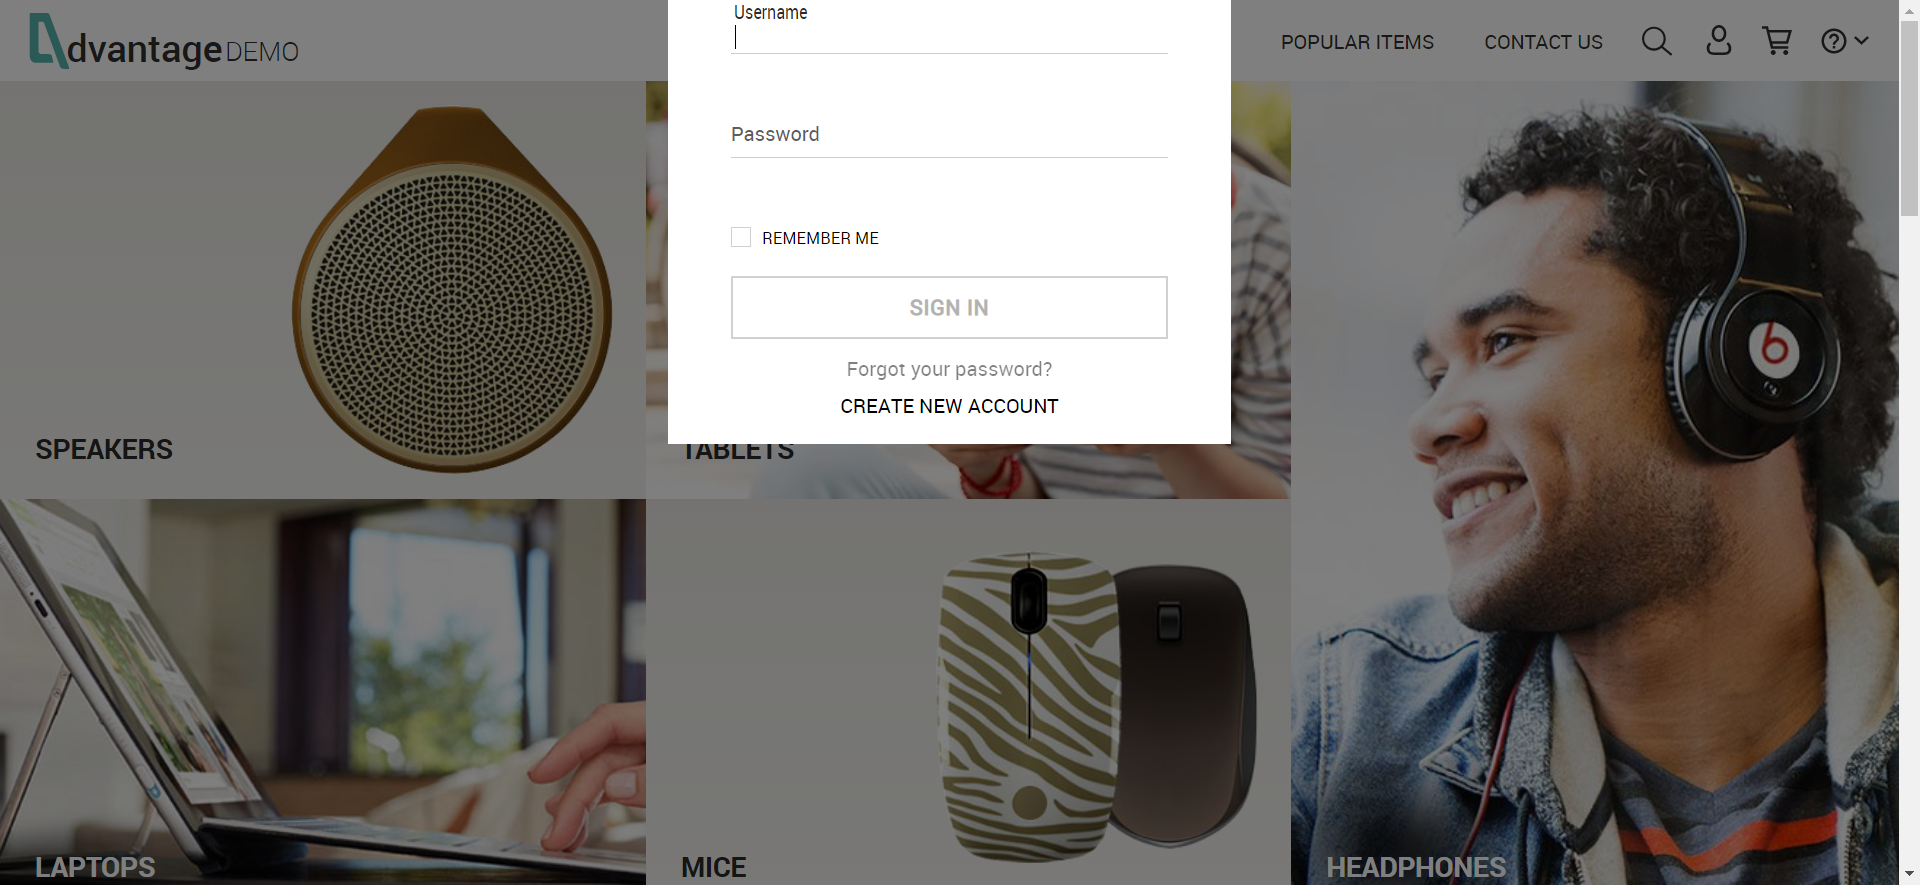 dvantage DEMO
POPULAR ITEMS
CONTACT US
Username
Password
REMEMBER ME
SIGN IN
Forgot your password?
CREATE NEW ACCOUNT
SPEAKERS
TABLETS
LAPTOPS
MICE
HEADPHONES